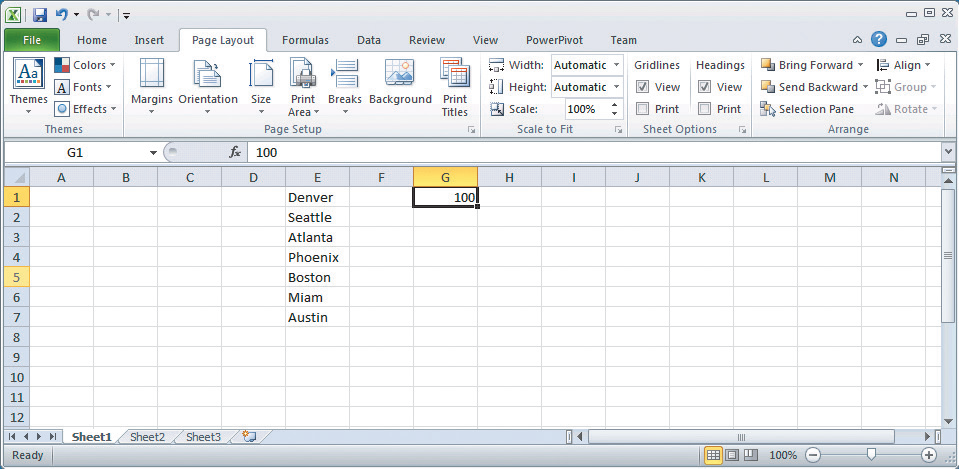 File Home Insert Page Layout Formulas Data Review View PowerPivot Team
Themes Colors Fonts Effects
Margins Orientation Size Print Area Breaks Background Print Titles
Width: Automatic
Height: Automatic
Scale: 100%
Gridlines Headings
View View
Print Print
Bring Forward Align
Send Backward Group
Selection Pane Rotate
Themes Page Setup Scale to Fit Sheet Options Arrange
G1 fx 100
A B C D E F G H I J K L M N
1 Denver 100
2 Seattle
3 Atlanta
4 Phoenix
5 Boston
6 Miam
7 Austin
8
9
10
11
12
Sheet1 Sheet2 Sheet3
Ready 100%